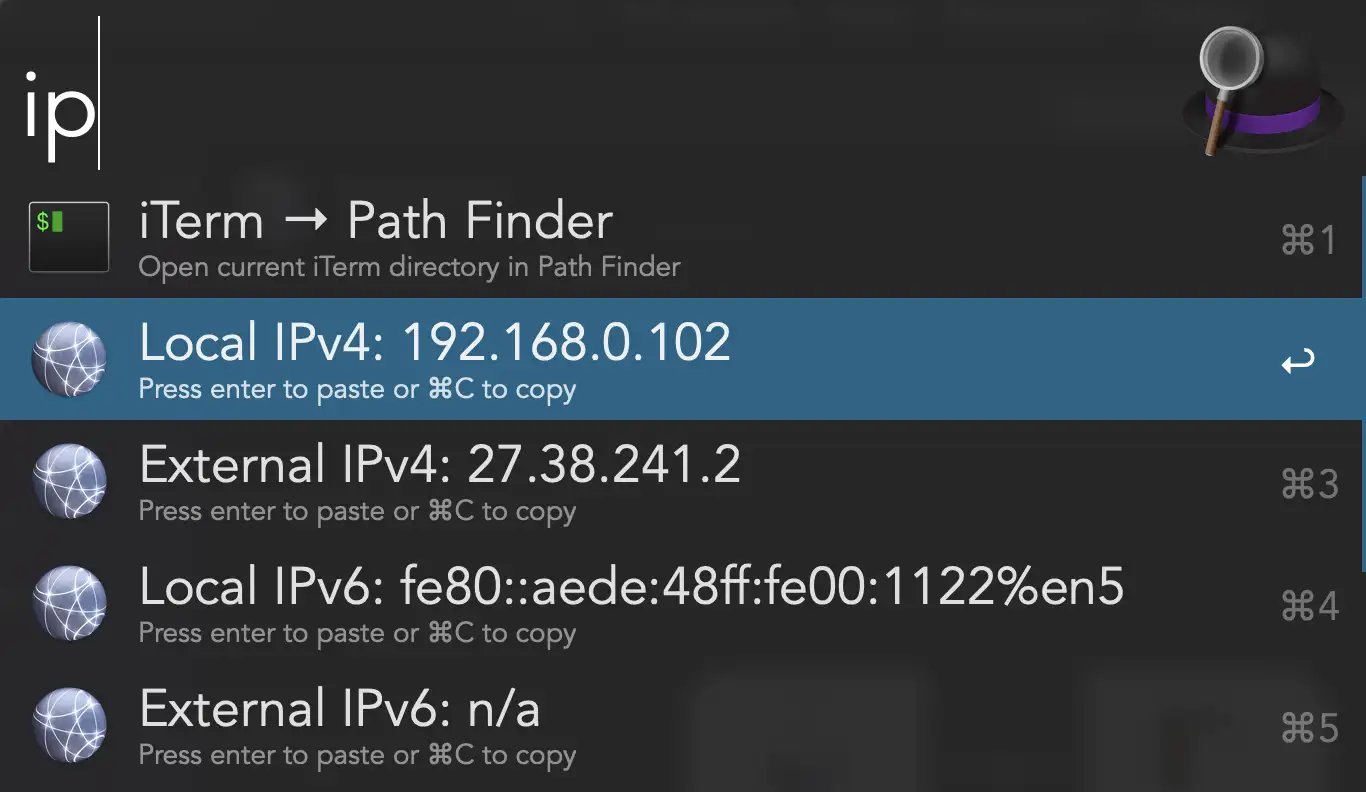 ip
$
iTerm → Path Finder
Open current iTerm directory in Path Finder
⌘1
Local IPv4: 192.168.0.102
Press enter to paste or ⌘C to copy
↩
External IPv4: 27.38.241.2
Press enter to paste or ⌘C to copy
⌘3
Local IPv6: fe80::aede:48ff:fe00:1122%en5
Press enter to paste or ⌘C to copy
⌘4
External IPv6: n/a
Press enter to paste or ⌘C to copy
⌘5